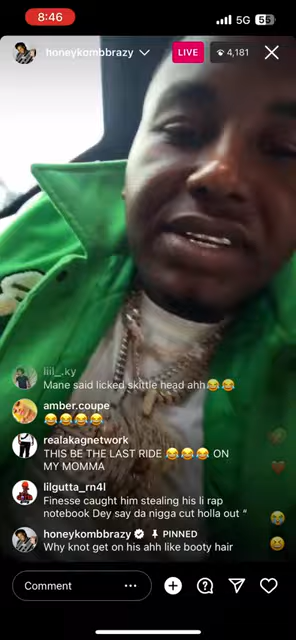 8:46
5G 55
honeykombbrazy
LIVE
4,181
liil_.ky
Mane said licked skittle head ahh😂😂
amber.coupe
😂😂😂😂
realakagnetwork
THIS BE THE LAST RIDE 😂😂😂 ON
MY MOMMA
lilgutta_rn4l
Finesse caught him stealing his li rap
notebook Dey say da nigga cut holla out “
honeykombbrazy PINNED
Why knot get on his ahh like booty hair
Comment